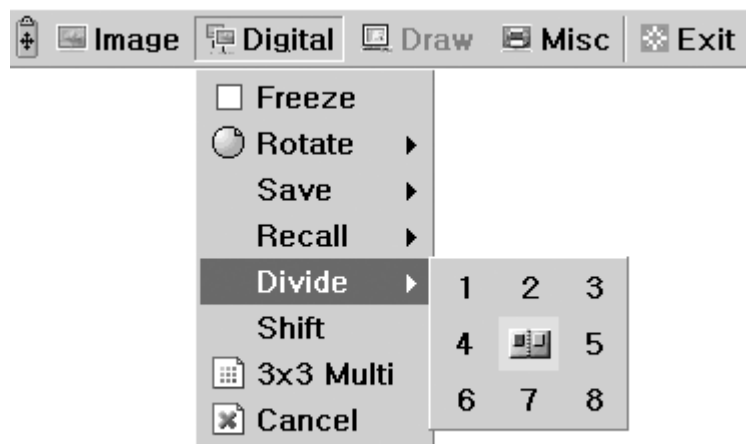 Image Digital Draw Misc Exit
Freeze
Rotate
Save
Recall
Divide
Shift
3x3 Multi
Cancel
1 2 3
4 5
6 7 8